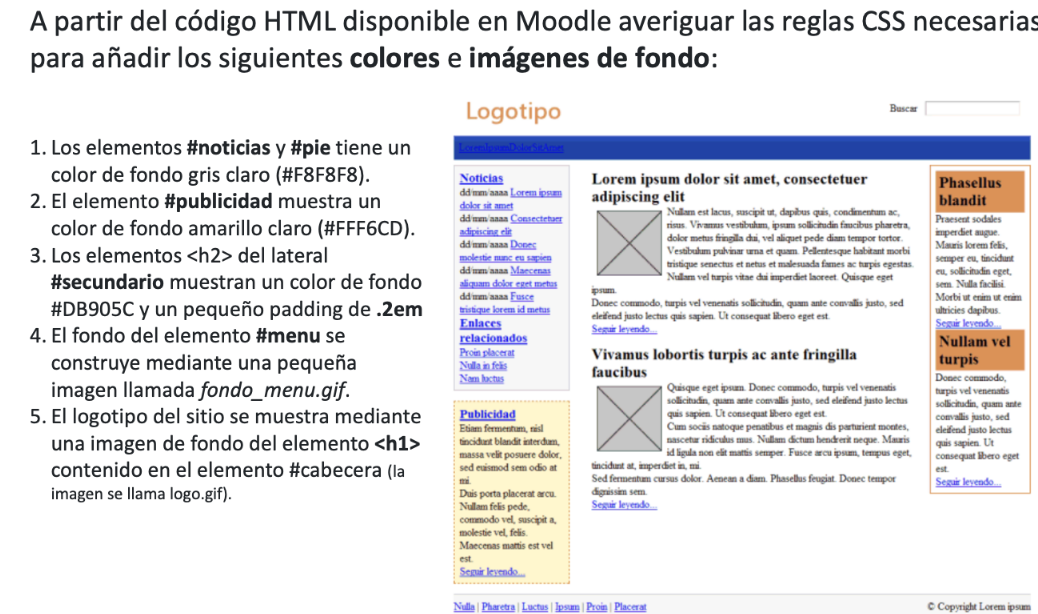 A partir del código HTML disponible en Moodle averiguar las reglas CSS necesarias
para añadir los siguientes colores e imágenes de fondo:
1. Los elementos #noticias y #pie tiene un
color de fondo gris claro (#F8F8F8).
2. El elemento #publicidad muestra un
color de fondo amarillo claro (#FFF6CD).
3. Los elementos <h2> del lateral
#secundario muestran un color de fondo
#DB905C y un pequeño padding de .2em
4. El fondo del elemento #menu se
construye mediante una pequeña
imagen llamada fondo_menu.gif.
5. El logotipo del sitio se muestra mediante
una imagen de fondo del elemento <h1>
contenido en el elemento #cabecera (la
imagen se llama logo.gif).
Logotipo
Buscar
LoremIpsumDolorSitAmet
Noticias
dd/mm/aaaa Lorem ipsum
dolor sit amet
dd/mm/aaaa Consectetuer
adipiscing elit
dd/mm/aaaa Donec
molestie nunc eu sapien
dd/mm/aaaa Maecenas
aliquam dolor eget metus
dd/mm/aaaa Fusce
tristique lorem id metus
Enlaces
relacionados
Proin placerat
Nulla in felis
Nam luctus
Publicidad
Etiam fermentum, nisl
tincidunt blandit interdum,
massa velit posuere dolor,
sed euismod sem odio at
mi.
Duis porta placerat arcu.
Nullam felis pede,
commodo vel, suscipit a,
molestie vel, felis.
Maecenas mattis est vel
est.
Seguir leyendo...
Lorem ipsum dolor sit amet, consectetuer
adipiscing elit
Nullam est lacus, suscipit ut, dapibus quis, condimentum ac,
risus. Vivamus vestibulum, ipsum sollicitudin faucibus pharetra,
dolor metus fringilla dui, vel aliquet pede diam tempor tortor.
Vestibulum pulvinar urna et quam. Pellentesque habitant morbi
tristique senectus et netus et malesuada fames ac turpis egestas.
Nullam vel turpis vitae dui imperdiet laoreet. Quisque eget
ipsum.
Donec commodo, turpis vel venenatis sollicitudin, quam ante convallis justo, sed
eleifend justo lectus quis sapien. Ut consequat libero eget est.
Seguir leyendo...
Vivamus lobortis turpis ac ante fringilla
faucibus
Quisque eget ipsum. Donec commodo, turpis vel venenatis
sollicitudin, quam ante convallis justo, sed eleifend justo lectus
quis sapien. Ut consequat libero eget est.
Cum sociis natoque penatibus et magnis dis parturient montes,
nascetur ridiculus mus. Nullam dictum hendrerit neque. Mauris
id ligula non elit mattis semper. Fusce arcu ipsum, tempus eget,
tincidunt at, imperdiet in, mi.
Sed fermentum cursus dolor. Aenean a diam. Phasellus feugiat. Donec tempor
dignissim sem.
Seguir leyendo...
Phasellus
blandit
Praesent sodales
imperdiet augue.
Mauris lorem felis,
semper eu, tincidunt
eu, sollicitudin eget,
sem. Nulla facilisi.
Morbi ut enim ut enim
ultricies dapibus.
Seguir leyendo...
Nullam vel
turpis
Donec commodo,
turpis vel venenatis
sollicitudin, quam ante
convallis justo, sed
eleifend justo lectus
quis sapien. Ut
consequat libero eget
est.
Seguir leyendo...
Nulla | Pharetra | Luctus | Ipsum | Proin | Placerat
© Copyright Lorem ipsum